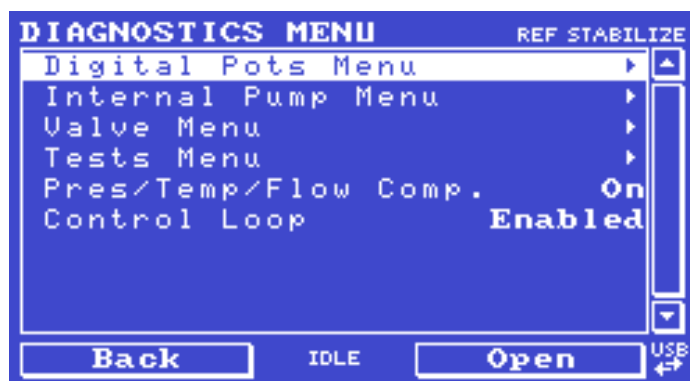 DIAGNOSTICS MENU REF STABILIZE
Digital Pots Menu
Internal Pump Menu
Valve Menu
Tests Menu
Pres/Temp/Flow Comp. On
Control Loop Enabled
Back IDLE Open USB